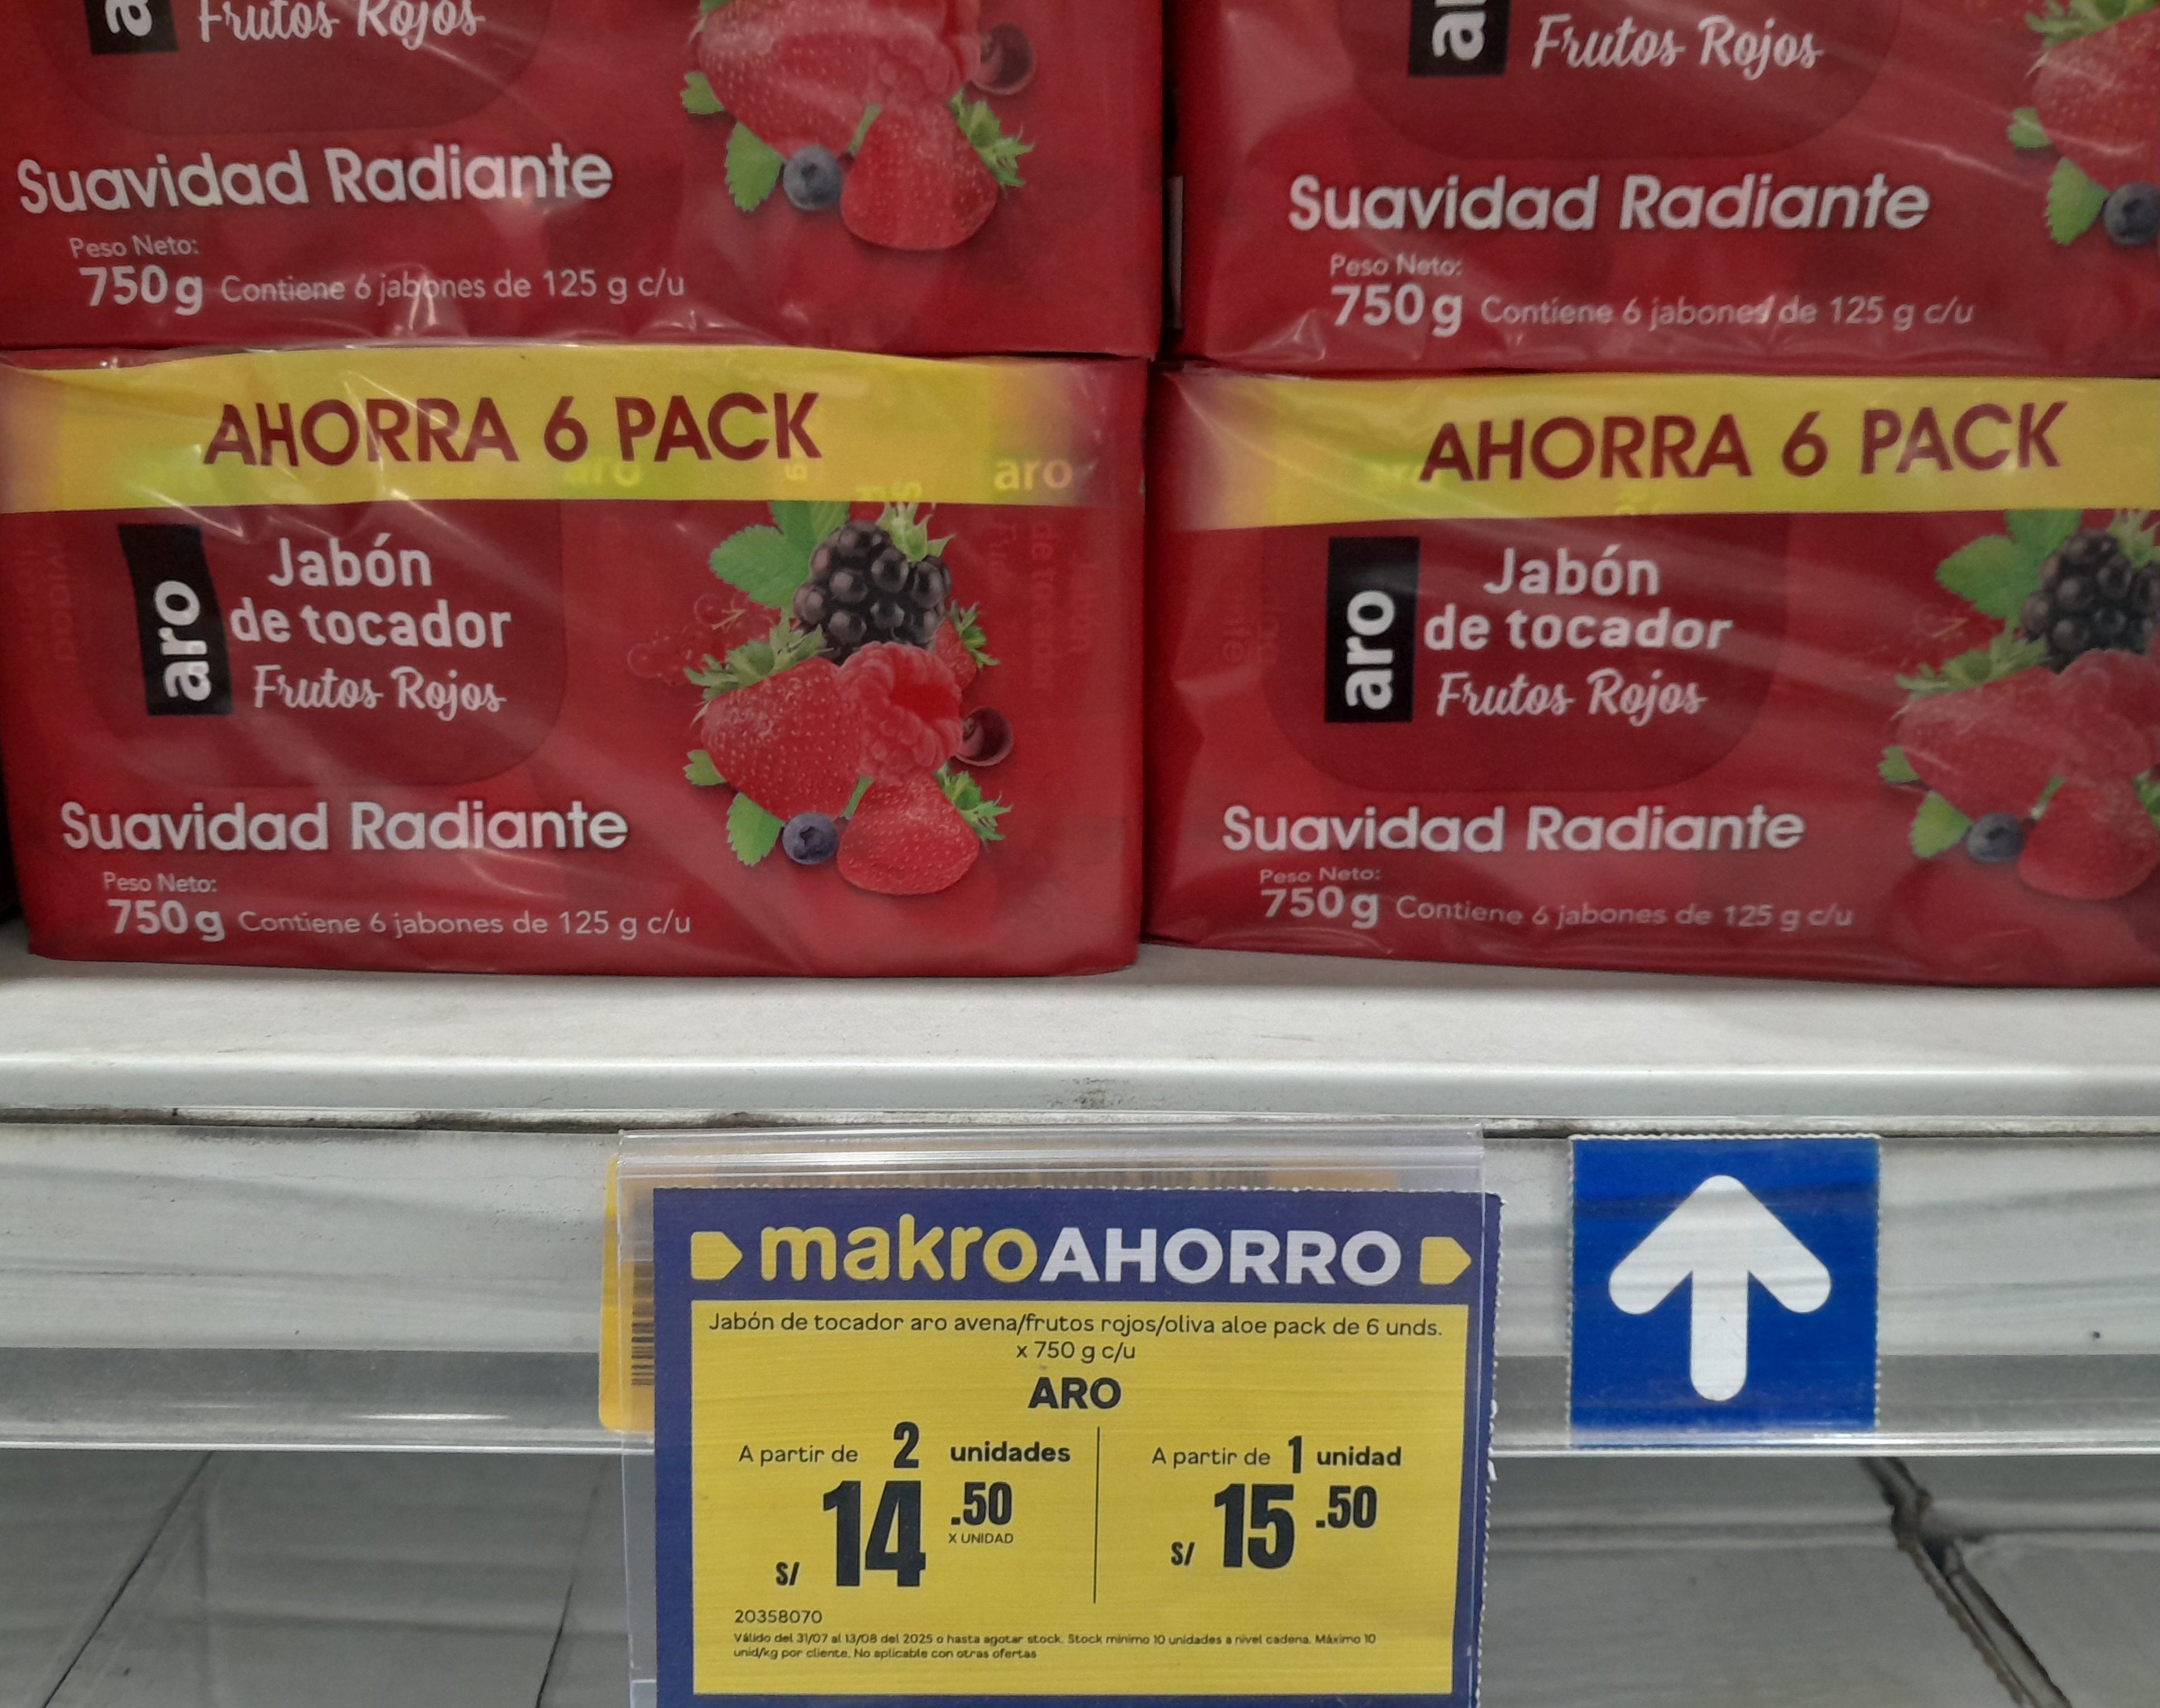 aro
Frutos Rojos
Suavidad Radiante
Peso Neto:
750g Contiene 6 jabones de 125 g c/u
Frutos Rojos
Suavidad Radiante
Peso Neto:
750g Contiene 6 jabones de 125 g c/u
AHORRA 6 PACK
aro
aro
Jabón
de tocador
Frutos Rojos
Suavidad Radiante
Peso Neto:
750g Contiene 6 jabones de 125 g c/u
AHORRA 6 PACK
aro
Jabón
de tocador
Frutos Rojos
Suavidad Radiante
Peso Neto:
750g Contiene 6 jabones de 125 g c/u
makroAHORRO
Jabón de tocador aro avena/frutos rojos/oliva aloe pack de 6 unds.
x 750 g c/u
ARO
A partir de 2 unidades
S/ 14.50
X UNIDAD
A partir de 1 unidad
S/ 15.50
20358070
Válido del 31/07 al 13/08 del 2025 o hasta agotar stock. Stock mínimo 10 unidades a nivel cadena. Máximo 10
unid/kg por cliente. No aplicable con otras ofertas